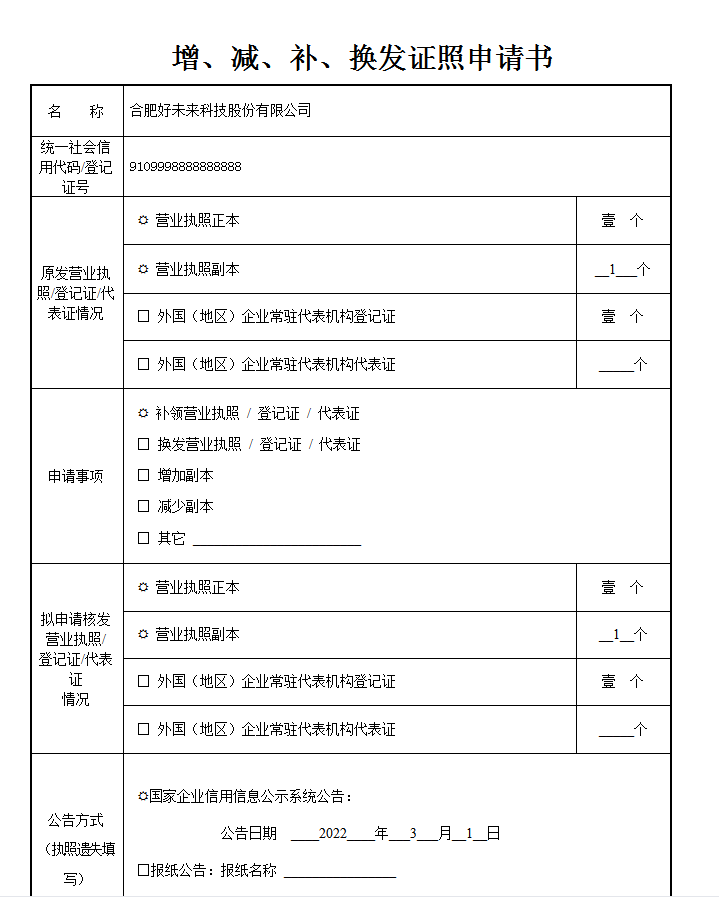 增、减、补、换发证照申请书
名　　称
合肥好未来科技股份有限公司
统一社会信
用代码/登记
证号
9109998888888888
原发营业执
照/登记证/代
表证情况
☼ 营业执照正本
壹　个
☼ 营业执照副本
__1___个
□ 外国（地区）企业常驻代表机构登记证
壹　个
□ 外国（地区）企业常驻代表机构代表证
_____个
申请事项
☼ 补领营业执照 / 登记证 / 代表证
□ 换发营业执照 / 登记证 / 代表证
□ 增加副本
□ 减少副本
□ 其它 ________________________
拟申请核发
营业执照/
登记证/代表
证
情况
☼ 营业执照正本
壹　个
☼ 营业执照副本
__1__个
□ 外国（地区）企业常驻代表机构登记证
壹　个
□ 外国（地区）企业常驻代表机构代表证
_____个
公告方式
（执照遗失填
写）
☼国家企业信用信息公示系统公告：
公告日期　____2022____年___3___月__1__日
□报纸公告：报纸名称 ________________